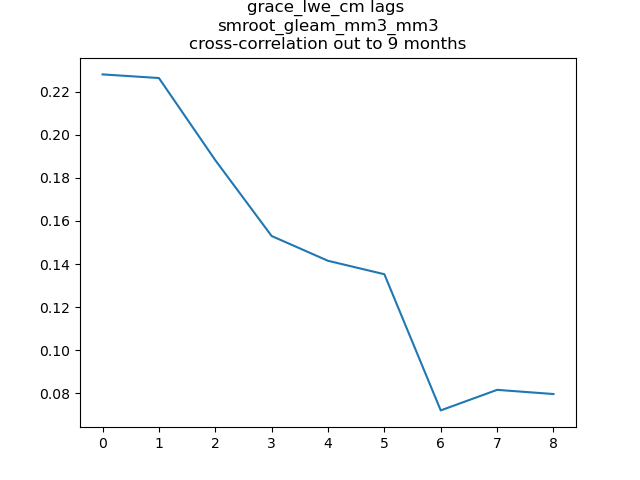 grace_lwe_cm lags
smroot_gleam_mm3_mm3
cross-correlation out to 9 months
0.22
0.20
0.18
0.16
0.14
0.12
0.10
0.08
0 1 2 3 4 5 6 7 8